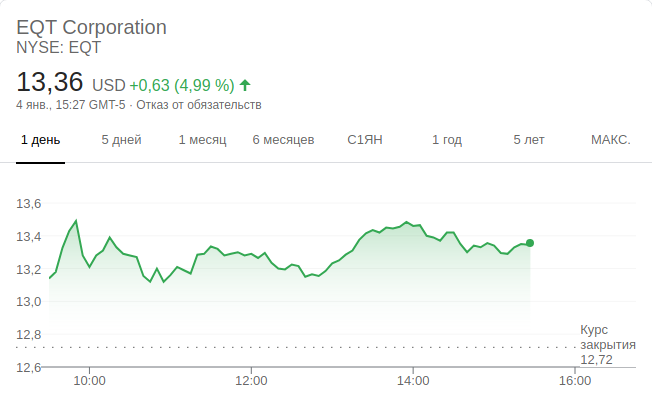 EQT Corporation
NYSE: EQT
13,36 USD +0,63 (4,99 %)
4 янв., 15:27 GMT-5 · Отказ от обязательств
1 день 5 дней 1 месяц 6 месяцев С1ЯН 1 год 5 лет МАКС.
13,6
13,4
13,2
13,0
12,8
12,6
Курс
закрытия
12,72
10:00 12:00 14:00 16:00